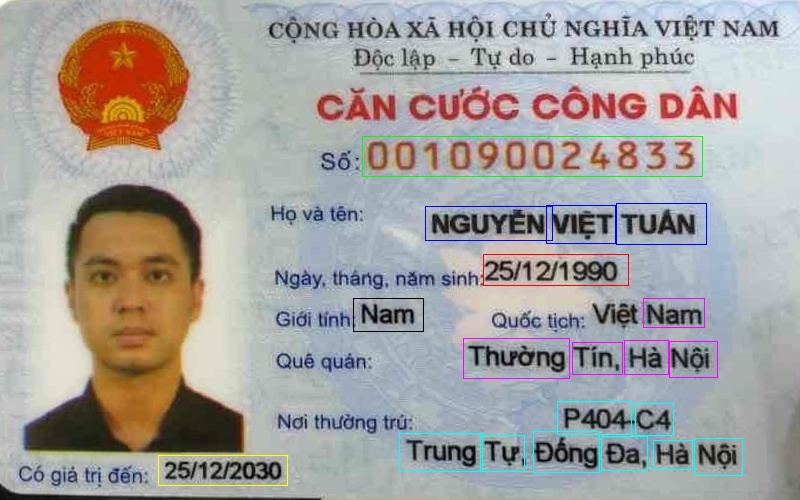 CỘNG HÒA XÃ HỘI CHỦ NGHĨA VIỆT NAM
Độc lập - Tự do - Hạnh phúc
CĂN CƯỚC CÔNG DÂN
Số: 001090024833
Họ và tên: NGUYỄN VIỆT TUẤN
Ngày, tháng, năm sinh: 25/12/1990
Giới tính: Nam Quốc tịch: Việt Nam
Quê quán: Thường Tín, Hà Nội
Nơi thường trú: P404-C4
Trung Tự, Đống Đa, Hà Nội
Có giá trị đến: 25/12/2030